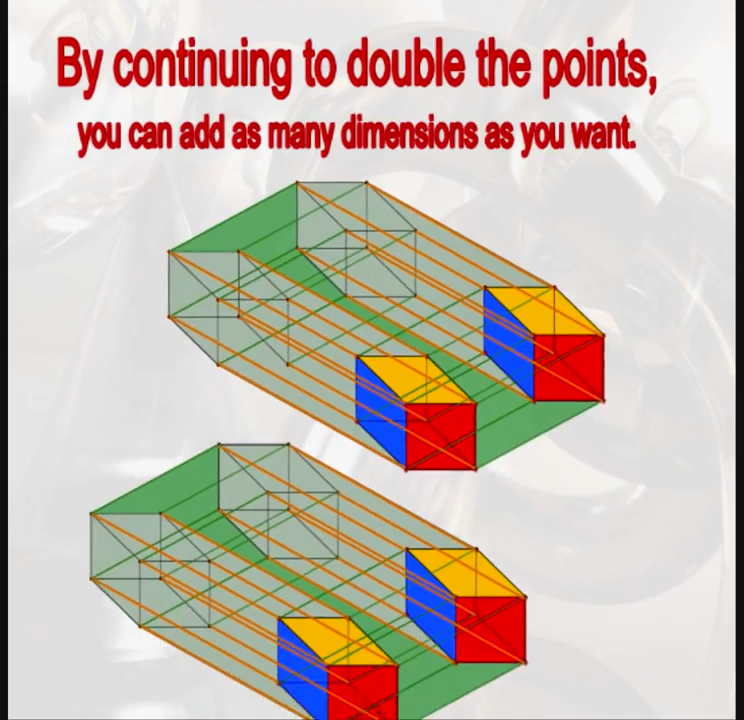 By continuing to double the points,
you can add as many dimensions as you want.